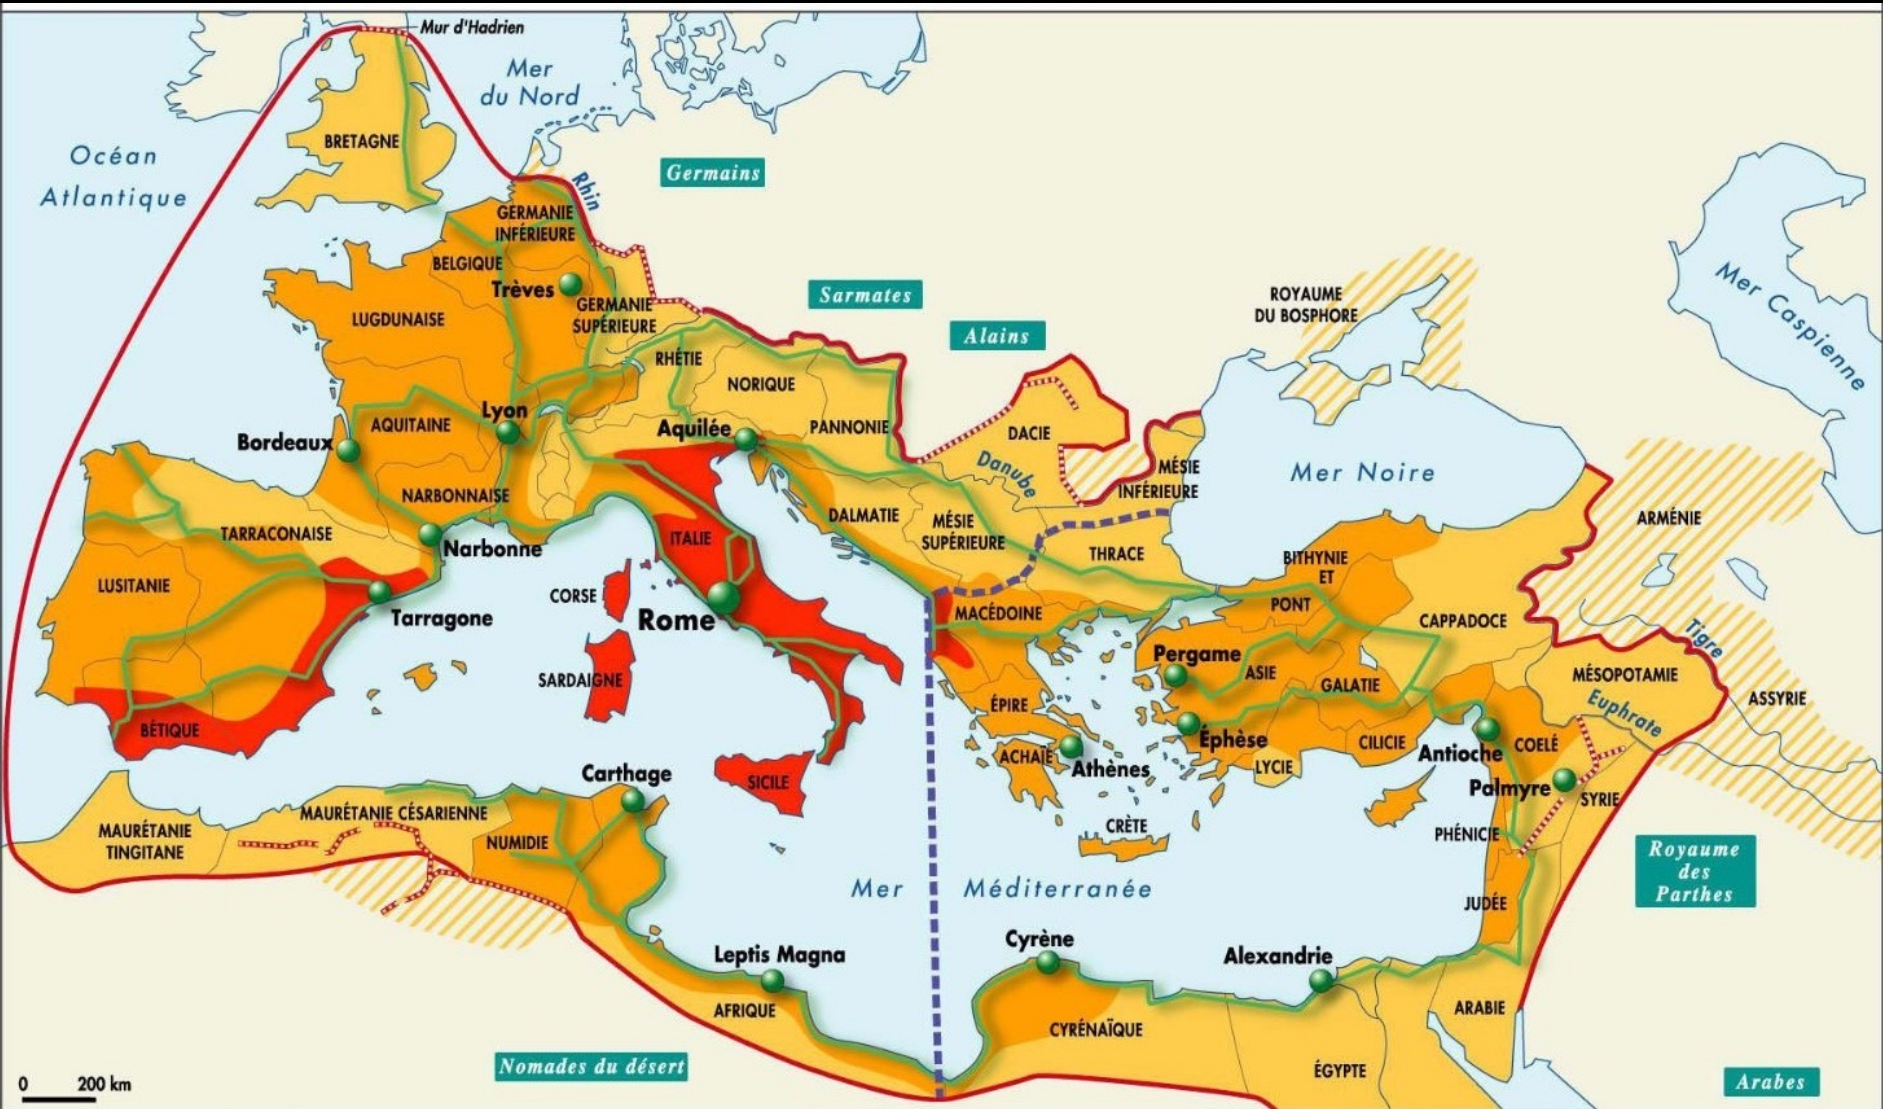 Mur d'Hadrien
Mer
du Nord
Océan
Atlantique
BRETAGNE
Germains
Rhin
GERMANIE
INFÉRIEURE
BELGIQUE
Trèves
GERMANIE
SUPÉRIEURE
LUGDUNAISE
Sarmates
Alains
ROYAUME
DU BOSPHORE
Mer Caspienne
RHÉTIE
NORIQUE
PANNONIE
AQUITAINE
Lyon
Bordeaux
Aquilée
DACIE
Danube
MÉSIE
INFÉRIEURE
Mer Noire
NARBONNAISE
TARRACONAISE
Narbonne
ITALIE
DALMATIE
MÉSIE
SUPÉRIEURE
THRACE
BITHYNIE
ET
PONT
ARMÉNIE
LUSITANIE
Tarragone
CORSE
Rome
MACÉDOINE
CAPPADOCE
Tigre
SARDAIGNE
Pergame
ASIE
GALATIE
MÉSOPOTAMIE
Euphrate
ASSYRIE
BÉTIQUE
ÉPIRE
ACHAÏE
Athènes
Éphèse
LYCIE
CILICIE
Antioche
COELÉ
Palmyre
SYRIE
Carthage
SICILE
MAURÉTANIE
TINGITANE
MAURÉTANIE CÉSARIENNE
NUMIDIE
CRÈTE
PHÉNICIE
Royaume
des
Parthes
Mer Méditerranée
JUDÉE
Leptis Magna
Cyrène
Alexandrie
AFRIQUE
CYRÉNAÏQUE
ARABIE
Nomades du désert
ÉGYPTE
Arabes
0 200 km